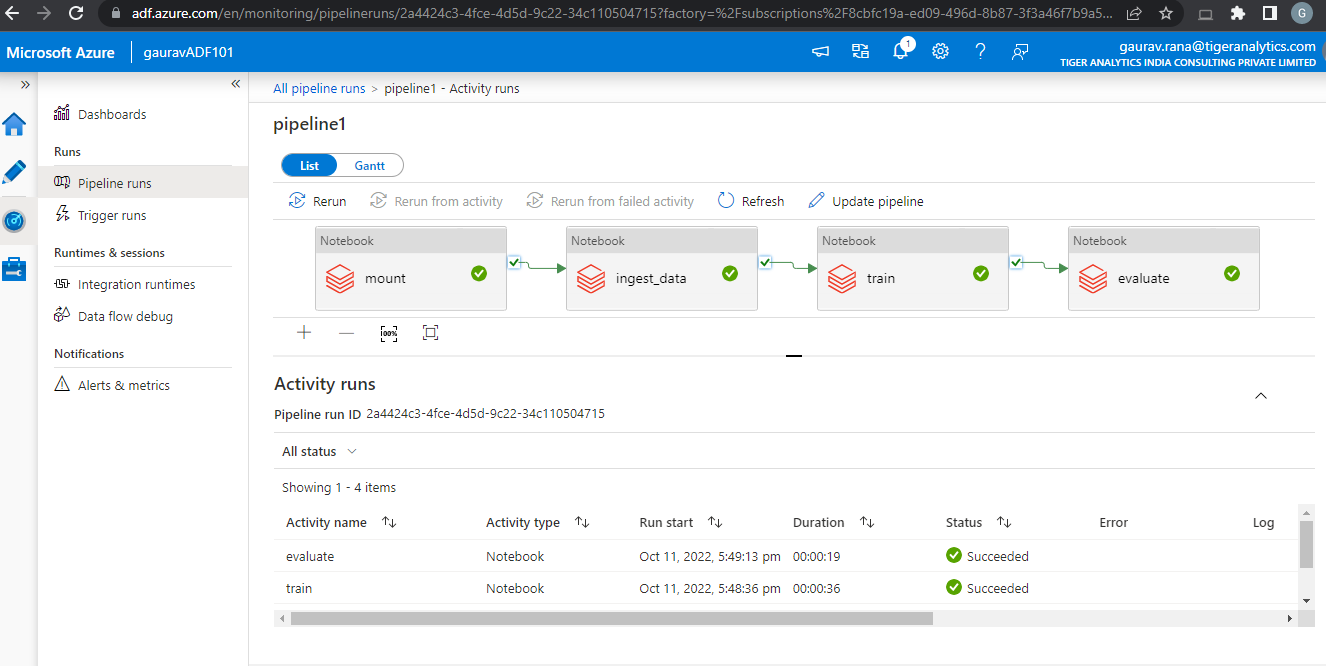 adf.azure.com/en/monitoring/pipelineruns/2a4424c3-4fce-4d5d-9c22-34c110504715?factory=%2Fsubscriptions%2F8cbfc19a-ed09-496d-8b87-3f3a46f7b9a5...
G
Microsoft Azure gauravADF101
1
gaurav.rana@tigeranalytics.com
TIGER ANALYTICS INDIA CONSULTING PRIVATE LIMITED
Dashboards
Runs
Pipeline runs
Trigger runs
Runtimes & sessions
Integration runtimes
Data flow debug
Notifications
Alerts & metrics
All pipeline runs > pipeline1 - Activity runs
pipeline1
List Gantt
Rerun Rerun from activity Rerun from failed activity Refresh Update pipeline
Notebook Notebook Notebook Notebook
mount ingest_data train evaluate
100%
Activity runs
Pipeline run ID 2a4424c3-4fce-4d5d-9c22-34c110504715
All status
Showing 1 - 4 items
Activity name Activity type Run start Duration Status Error Log
evaluate Notebook Oct 11, 2022, 5:49:13 pm 00:00:19 Succeeded
train Notebook Oct 11, 2022, 5:48:36 pm 00:00:36 Succeeded